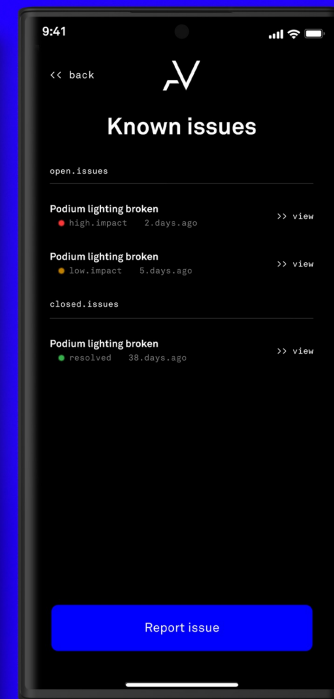 9:41
<< back
AV
Known issues
open.issues
Podium lighting broken
>> view
high.impact 2.days.ago
Podium lighting broken
>> view
low.impact 5.days.ago
closed.issues
Podium lighting broken
>> view
resolved 38.days.ago
Report issue